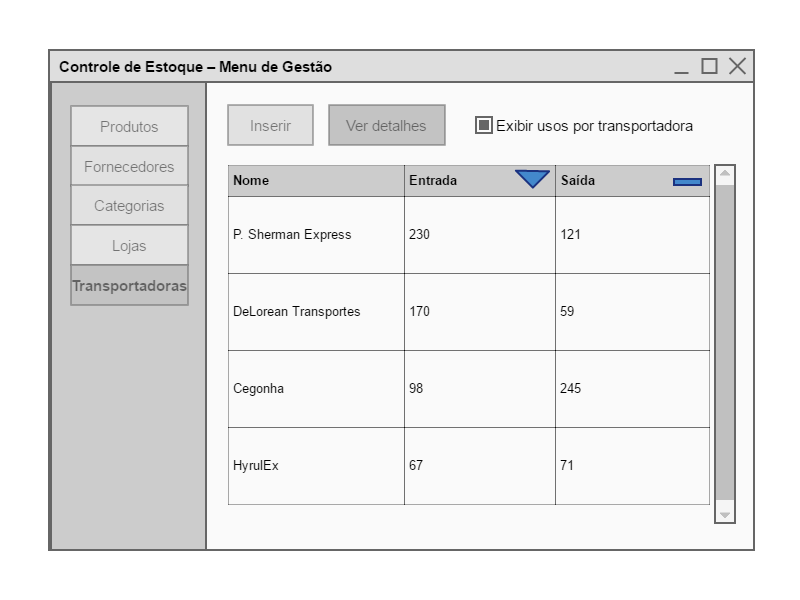 Controle de Estoque – Menu de Gestão
Produtos
Fornecedores
Categorias
Lojas
Transportadoras
Inserir
Ver detalhes
Exibir usos por transportadora
Nome
Entrada
Saída
P. Sherman Express
230
121
DeLorean Transportes
170
59
Cegonha
98
245
HyrulEx
67
71